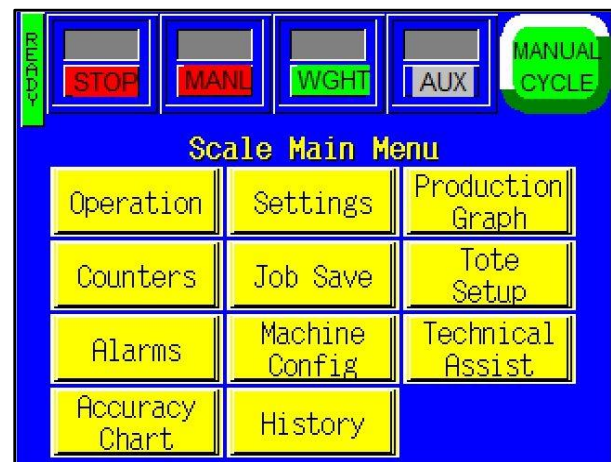 READY
STOP
MANL
WGHT
AUX
MANUAL
CYCLE
Scale Main Menu
Operation
Settings
Production
Graph
Counters
Job Save
Tote
Setup
Alarms
Machine
Config
Technical
Assist
Accuracy
Chart
History